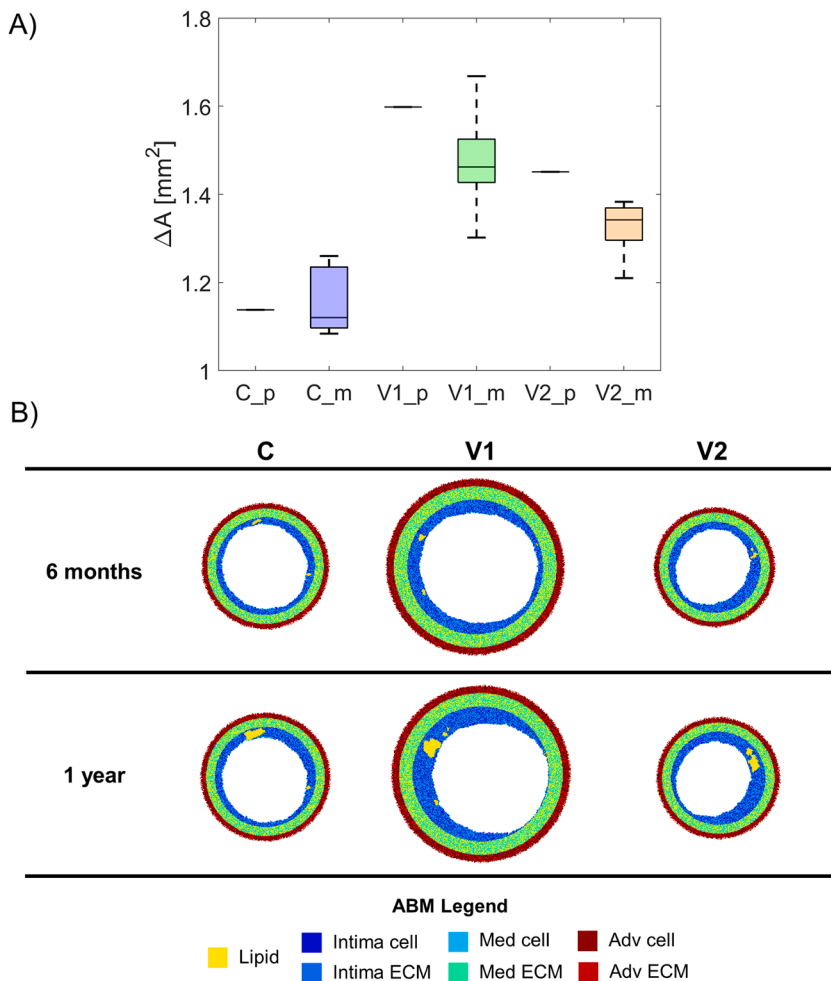 A)
ΔA [mm²]
1.8
1.6
1.4
1.2
1
C_p C_m V1_p V1_m V2_p V2_m
B)
C V1 V2
6 months
1 year
ABM Legend
Lipid Intima cell Med cell Adv cell
Intima ECM Med ECM Adv ECM